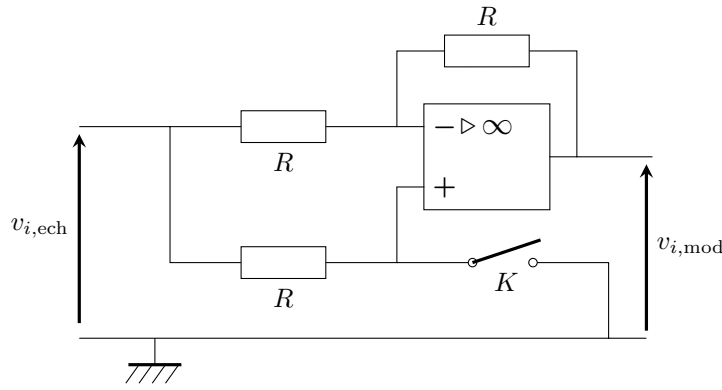 R
− ▷ ∞
R
+
v_{i,ech}
v_{i,mod}
R
K